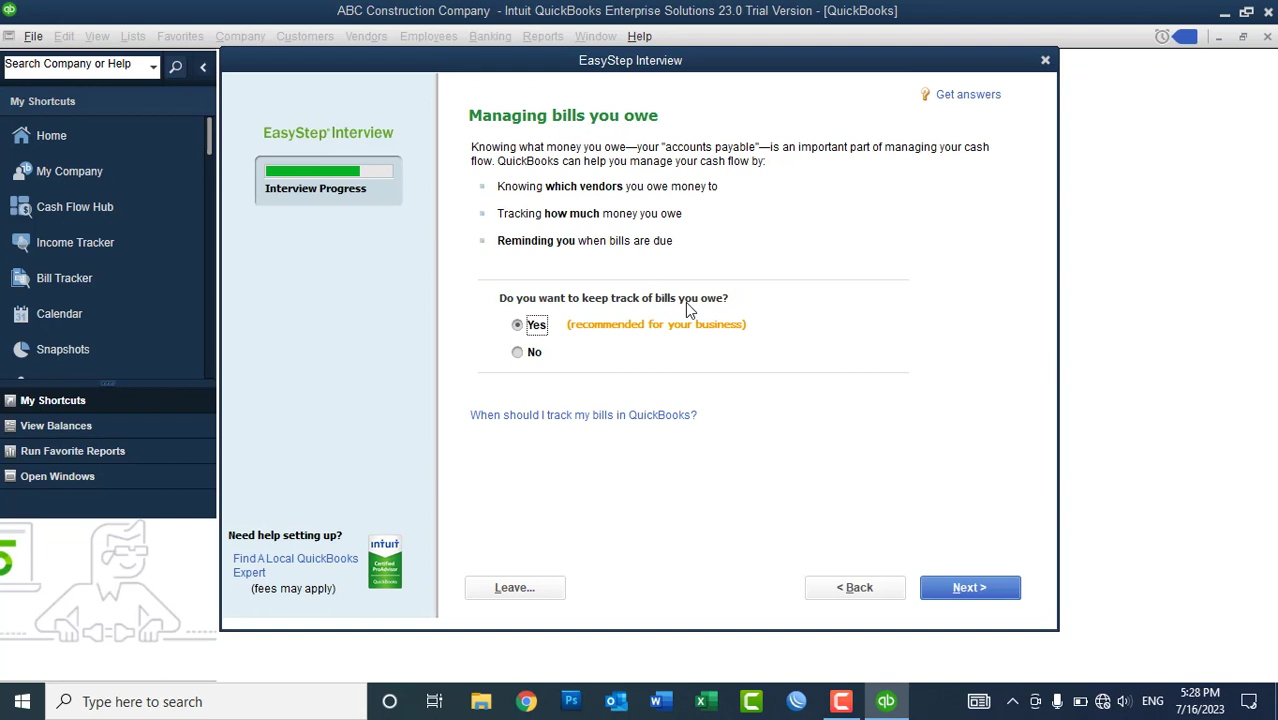 ABC Construction Company - Intuit QuickBooks Enterprise Solutions 23.0 Trial Version - [QuickBooks]
File Edit View Lists Favorites Company Customers Vendors Employees Banking Reports Window Help
Search Company or Help
My Shortcuts
Home
My Company
Cash Flow Hub
Income Tracker
Bill Tracker
Calendar
Snapshots
My Shortcuts
View Balances
Run Favorite Reports
Open Windows
EasyStep Interview
EasyStep Interview
Interview Progress
Need help setting up?
Find A Local QuickBooks
Expert
(fees may apply)
intuit
Certified
ProAdvisor
QuickBooks
Get answers
Managing bills you owe
Knowing what money you owe—your "accounts payable"—is an important part of managing your cash
flow. QuickBooks can help you manage your cash flow by:
Knowing which vendors you owe money to
Tracking how much money you owe
Reminding you when bills are due
Do you want to keep track of bills you owe?
Yes (recommended for your business)
No
When should I track my bills in QuickBooks?
Leave... < Back Next >
Type here to search
ENG
5:28 PM
7/16/2023